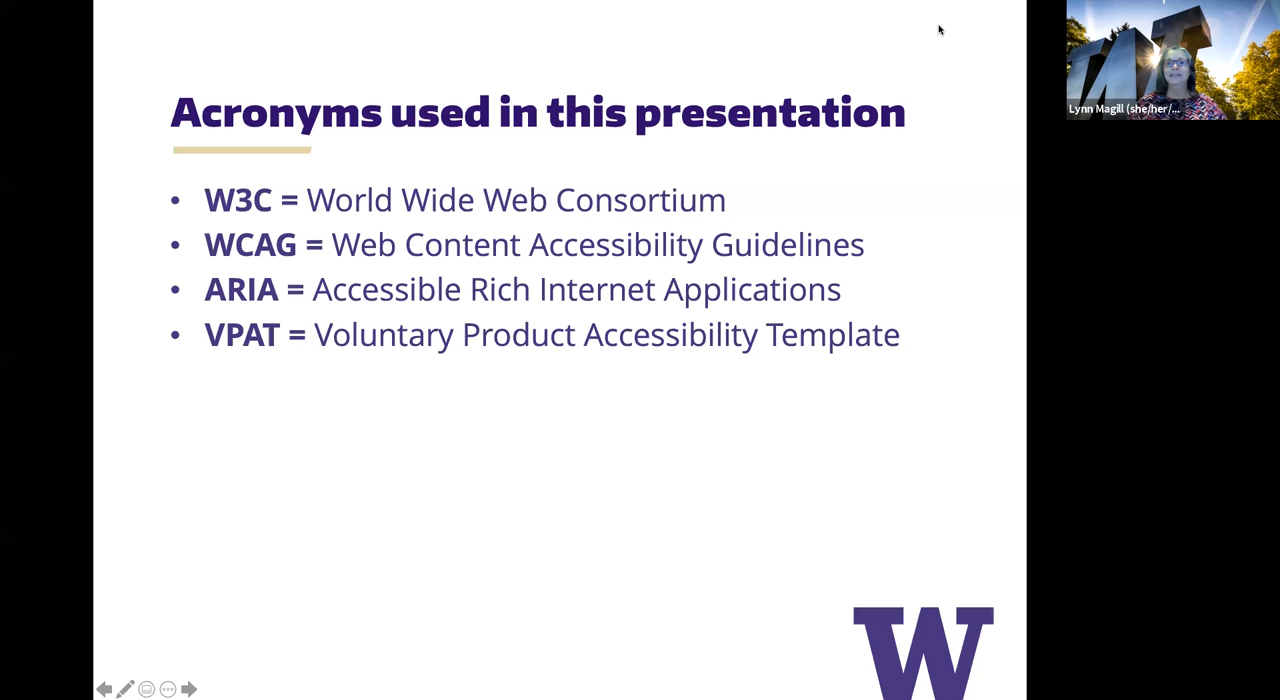 Acronyms used in this presentation
• W3C = World Wide Web Consortium
• WCAG = Web Content Accessibility Guidelines
• ARIA = Accessible Rich Internet Applications
• VPAT = Voluntary Product Accessibility Template
W
Lynn Magill (she/her/...